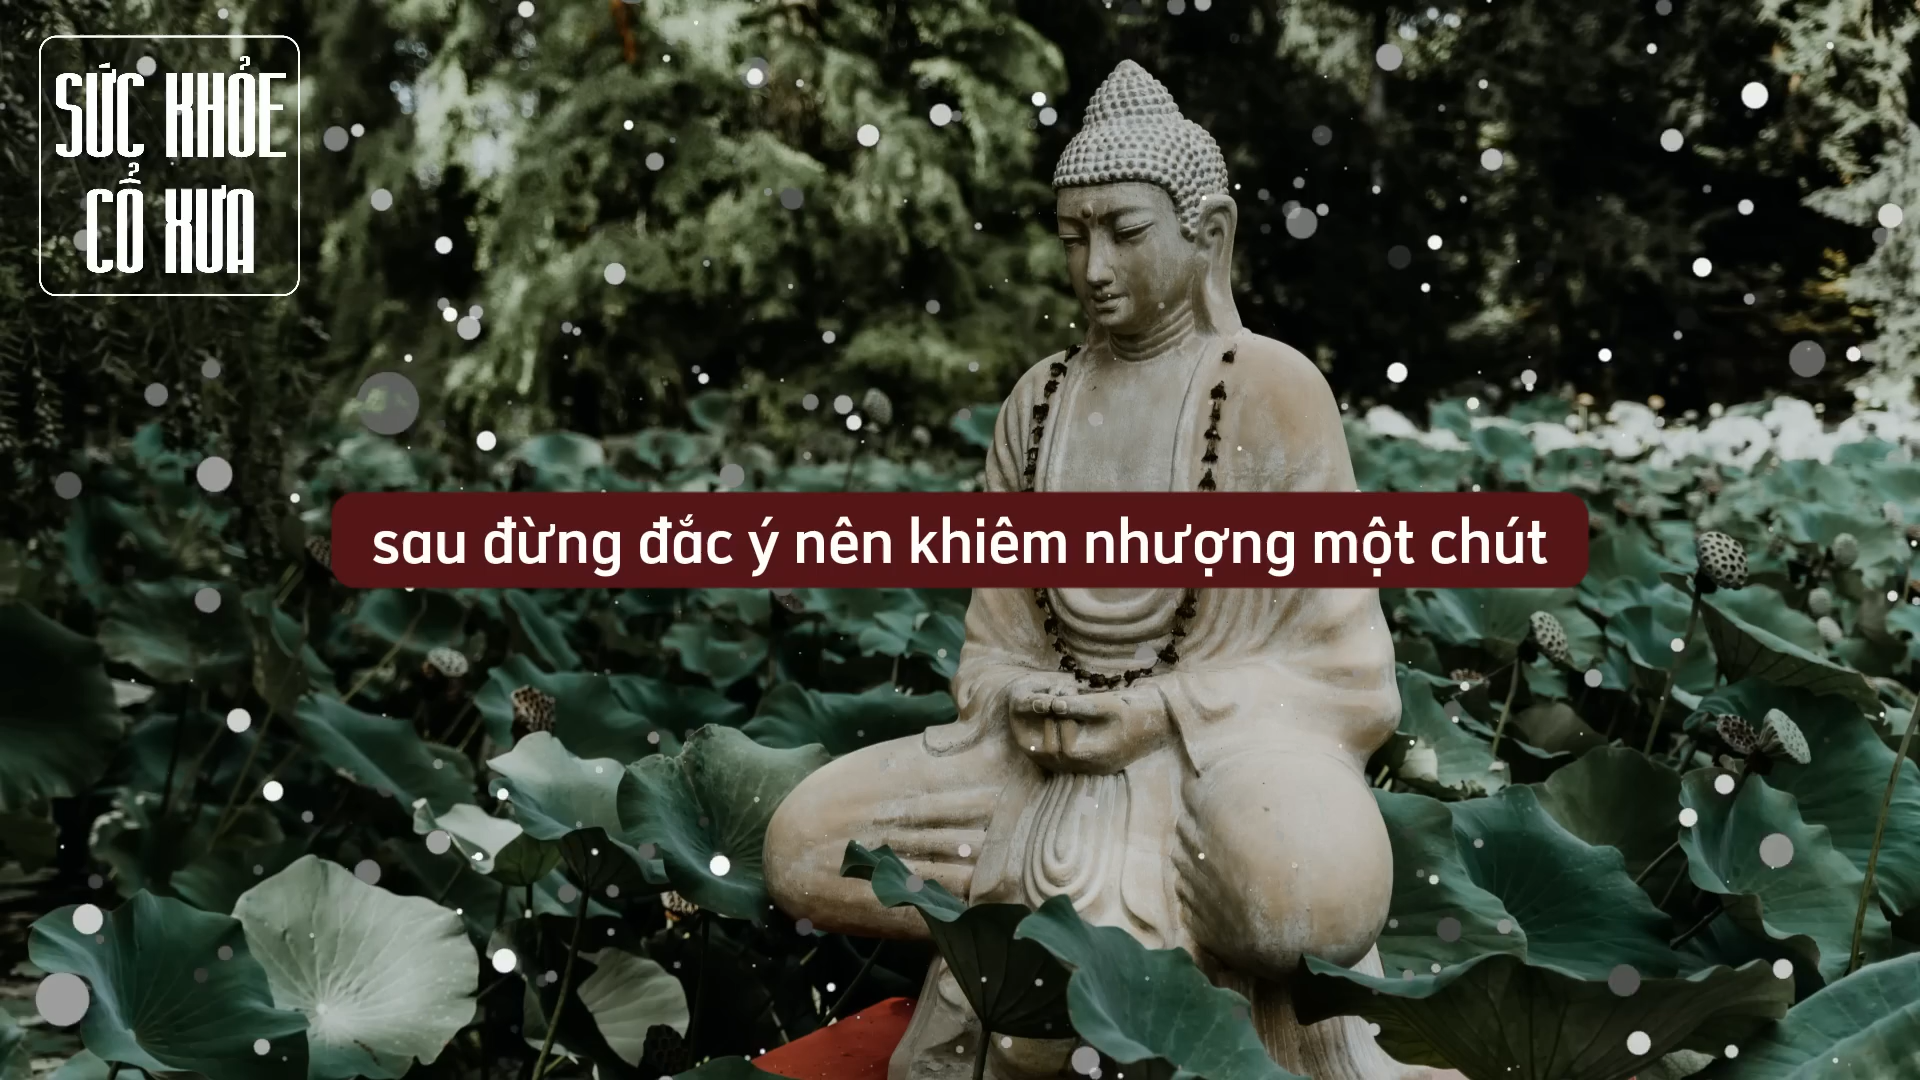 SỨC KHỎE
CỔ XƯA
sau đừng đắc ý nên khiêm nhượng một chút